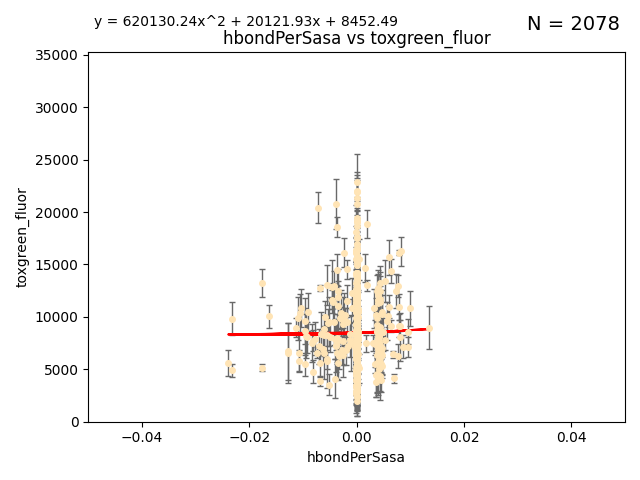 y = 620130.24x^2 + 20121.93x + 8452.49
N = 2078
hbondPerSasa vs toxgreen_fluor
35000
30000
25000
20000
15000
10000
5000
0
toxgreen_fluor
−0.04 −0.02 0.00 0.02 0.04
hbondPerSasa